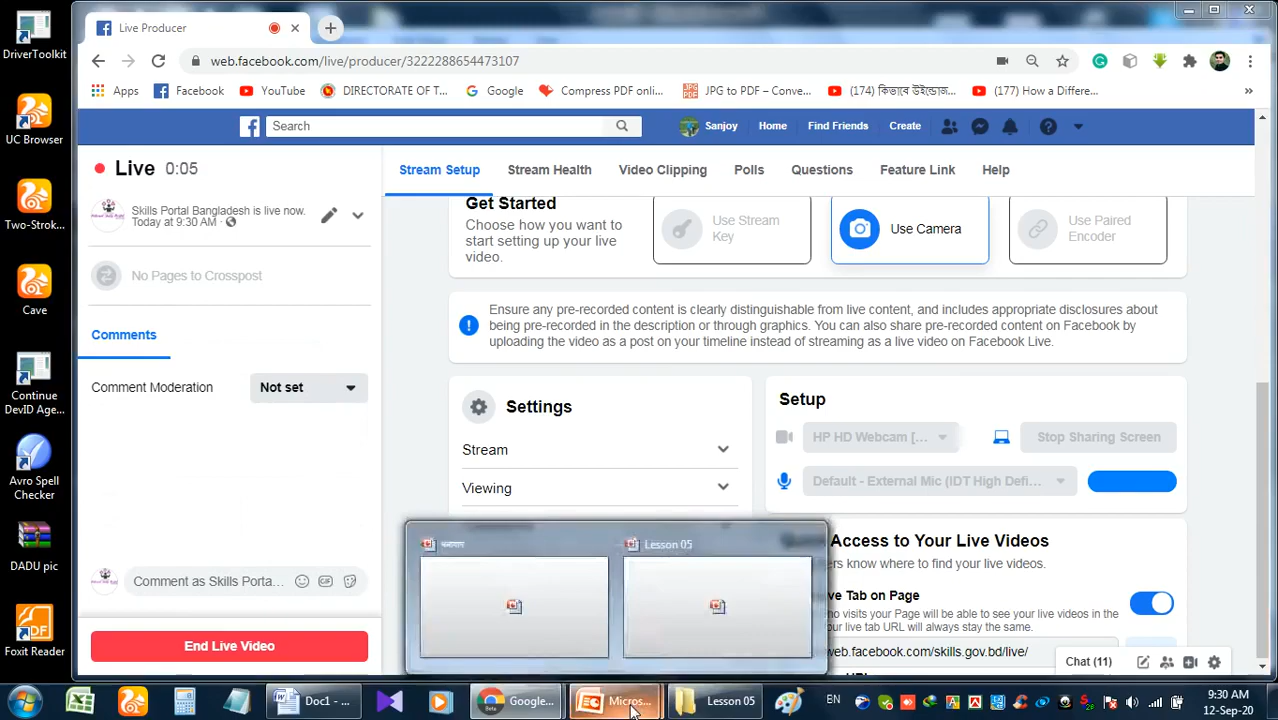 DriverToolkit
UC Browser
Two-Strok...
Cave
Continue
DevID Age...
Avro Spell
Checker
DADU pic
Foxit Reader
Live Producer
web.facebook.com/live/producer/3222288654473107
Apps
Facebook
YouTube
DIRECTORATE OF T...
Google
Compress PDF onli...
JPG to PDF – Conve...
(174) কিভাবে উইন্ডোজ...
(177) How a Differe...
»
Search
Sanjoy
Home
Find Friends
Create
Live 0:05
Skills Portal Bangladesh is live now.
Today at 9:30 AM
No Pages to Crosspost
Comments
Comment Moderation
Not set
Comment as Skills Porta...
GIF
End Live Video
Stream Setup
Stream Health
Video Clipping
Polls
Questions
Feature Link
Help
Get Started
Choose how you want to
start setting up your live
video.
Use Stream
Key
Use Camera
Use Paired
Encoder
Ensure any pre-recorded content is clearly distinguishable from live content, and includes appropriate disclosures about
being pre-recorded in the description or through graphics. You can also share pre-recorded content on Facebook by
uploading the video as a post on your timeline instead of streaming as a live video on Facebook Live.
Settings
Stream
Viewing
Setup
HP HD Webcam [...
Stop Sharing Screen
Default - External Mic (IDT High Defi...
Lesson 05
Access to Your Live Videos
ers know where to find your live videos.
ive Tab on Page
ho visits your Page will be able to see your live videos in the
our live tab URL will always stay the same.
web.facebook.com/skills.gov.bd/live/
Chat (11)
Doc1 - ...
Google...
Micros...
Lesson 05
EN
9:30 AM
12-Sep-20